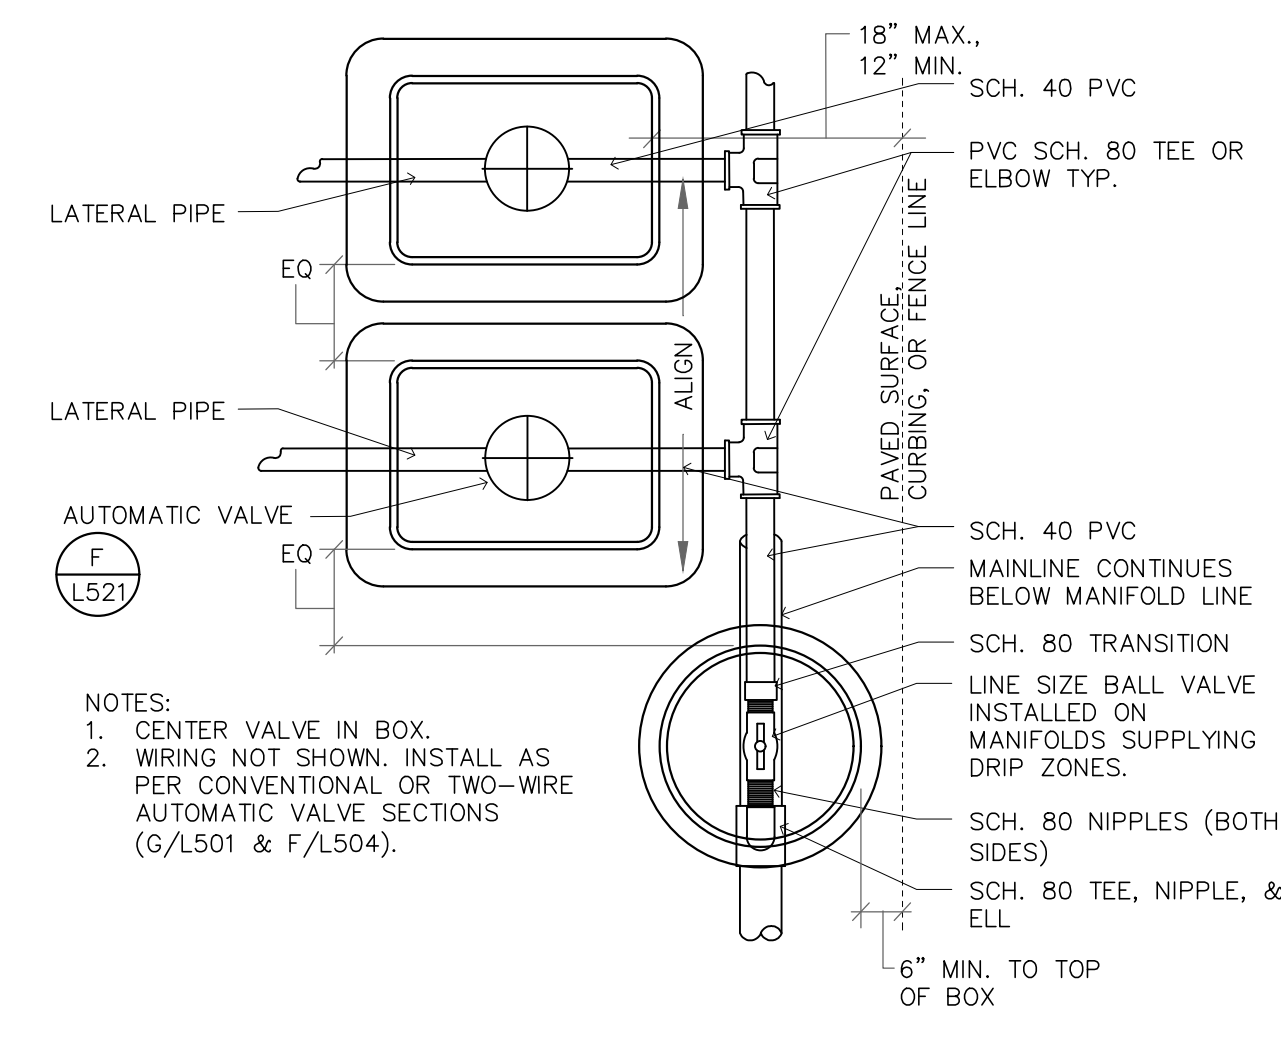 18” MAX.,
12” MIN.
SCH. 40 PVC
PVC SCH. 80 TEE OR
ELBOW TYP.
LATERAL PIPE
EQ
PAVED SURFACE,
CURBING, OR FENCE LINE
ALIGN
LATERAL PIPE
AUTOMATIC VALVE
F
L521
EQ
SCH. 40 PVC
MAINLINE CONTINUES
BELOW MANIFOLD LINE
SCH. 80 TRANSITION
LINE SIZE BALL VALVE
INSTALLED ON
MANIFOLDS SUPPLYING
DRIP ZONES.
SCH. 80 NIPPLES (BOTH
SIDES)
SCH. 80 TEE, NIPPLE, &
ELL
6” MIN. TO TOP
OF BOX
NOTES:
1. CENTER VALVE IN BOX.
2. WIRING NOT SHOWN. INSTALL AS
PER CONVENTIONAL OR TWO-WIRE
AUTOMATIC VALVE SECTIONS
(G/L501 & F/L504).